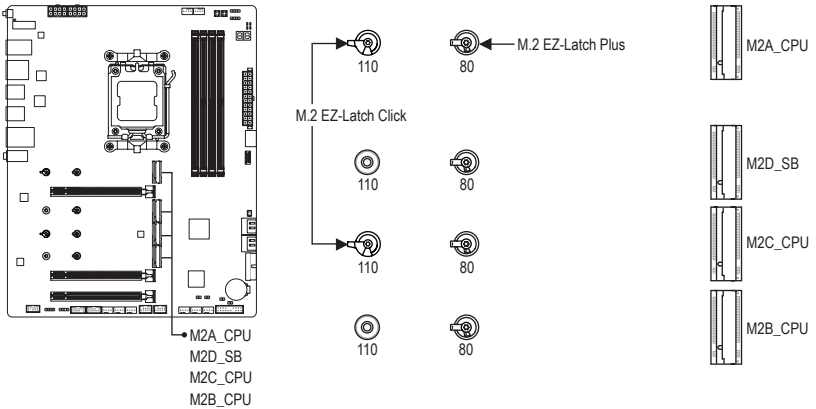 M.2 EZ-Latch Plus
110
80
M2A_CPU
M.2 EZ-Latch Click
110
80
M2D_SB
110
80
M2C_CPU
110
80
M2B_CPU
M2A_CPU
M2D_SB
M2C_CPU
M2B_CPU